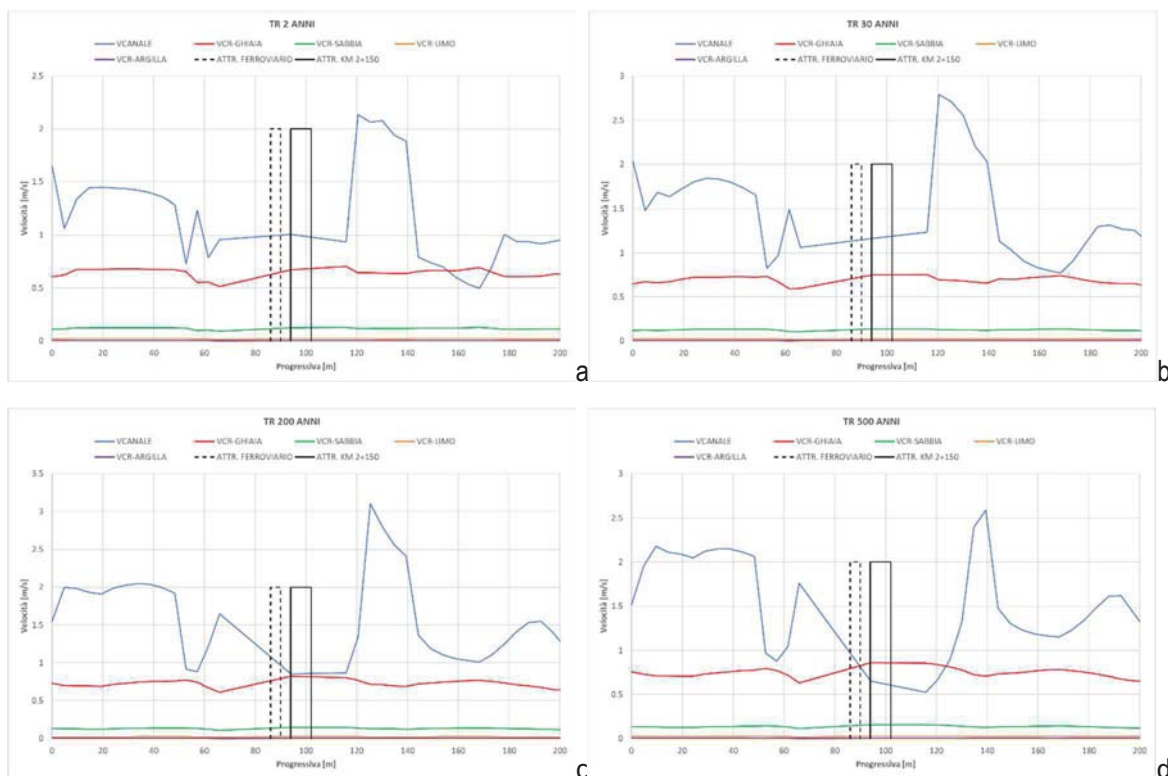 TR 2 ANNI
VCANALE VCR-GHIAIA VCR-SABBIA VCR-LIMO
VCR-ARGILLA ATTR. FERROVIARIO ATTR. KM 2+150
2.5
2
1.5
1
0.5
0
Velocità [m/s]
0 20 40 60 80 100 120 140 160 180 200
Progressiva [m]
a
TR 30 ANNI
VCANALE VCR-GHIAIA VCR-SABBIA VCR-LIMO
VCR-ARGILLA ATTR. FERROVIARIO ATTR. KM 2+150
3
2.5
2
1.5
1
0.5
0
Velocità [m/s]
0 20 40 60 80 100 120 140 160 180 200
Progressiva [m]
b
TR 200 ANNI
VCANALE VCR-GHIAIA VCR-SABBIA VCR-LIMO
VCR-ARGILLA ATTR. FERROVIARIO ATTR. KM 2+150
3.5
3
2.5
2
1.5
1
0.5
0
Velocità [m/s]
0 20 40 60 80 100 120 140 160 180 200
Progressiva [m]
c
TR 500 ANNI
VCANALE VCR-GHIAIA VCR-SABBIA VCR-LIMO
VCR-ARGILLA ATTR. FERROVIARIO ATTR. KM 2+150
3
2.5
2
1.5
1
0.5
0
Velocità [m/s]
0 20 40 60 80 100 120 140 160 180 200
Progressiva [m]
d